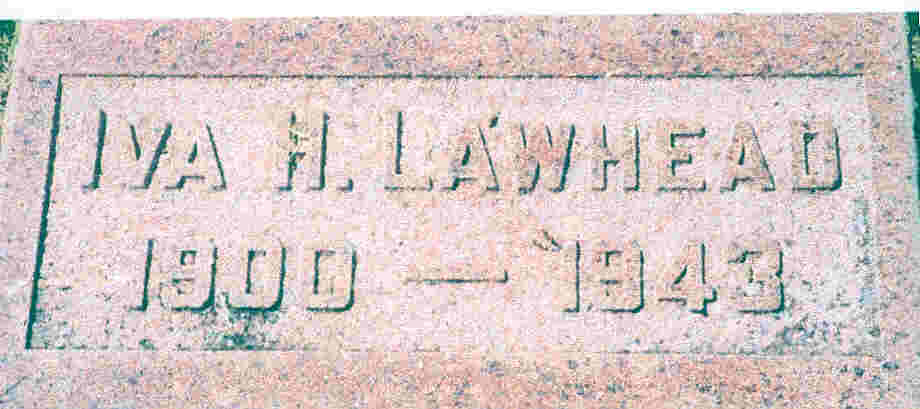 IVA H. LAWHEAD
1900 — 1943